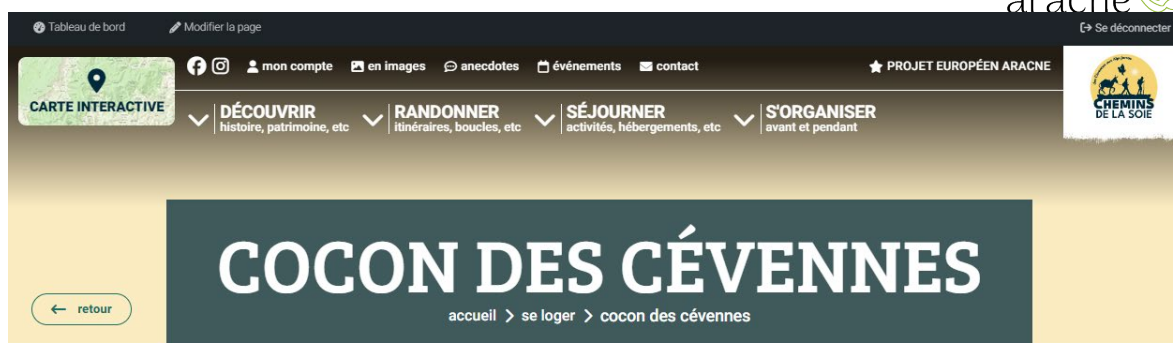 arache
Tableau de bord Modifier la page Se déconnecter
mon compte en images anecdotes événements contact PROJET EUROPÉEN ARACNE
CARTE INTERACTIVE
DÉCOUVRIR RANDONNER SÉJOURNER S'ORGANISER
histoire, patrimoine, etc itinéraires, boucles, etc activités, hébergements, etc avant et pendant
CHEMINS
DE LA SOIE
COCON DES CÉVENNES
retour
accueil > se loger > cocon des cévennes